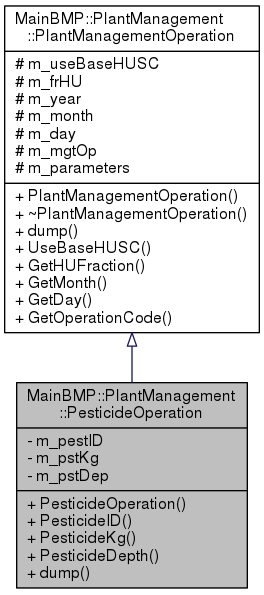 MainBMP::PlantManagement
::PlantManagementOperation
# m_useBaseHUSC
# m_frHU
# m_year
# m_month
# m_day
# m_mgtOp
# m_parameters
+ PlantManagementOperation()
+ ~PlantManagementOperation()
+ dump()
+ UseBaseHUSC()
+ GetHUFraction()
+ GetMonth()
+ GetDay()
+ GetOperationCode()
MainBMP::PlantManagement
::PesticideOperation
- m_pestID
- m_pstKg
- m_pstDep
+ PesticideOperation()
+ PesticideID()
+ PesticideKg()
+ PesticideDepth()
+ dump()